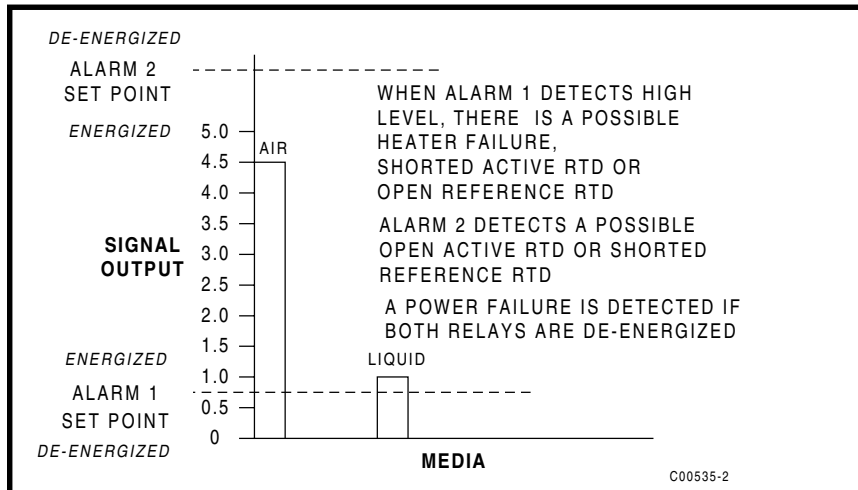 DE-ENERGIZED
ALARM 2
SET POINT
ENERGIZED
5.0
4.5
4.0
3.5
3.0
2.5
2.0
1.5
1.0
0.5
0
SIGNAL
OUTPUT
ENERGIZED
ALARM 1
SET POINT
DE-ENERGIZED
AIR
LIQUID
WHEN ALARM 1 DETECTS HIGH
LEVEL, THERE IS A POSSIBLE
HEATER FAILURE,
SHORTED ACTIVE RTD OR
OPEN REFERENCE RTD
ALARM 2 DETECTS A POSSIBLE
OPEN ACTIVE RTD OR SHORTED
REFERENCE RTD
A POWER FAILURE IS DETECTED IF
BOTH RELAYS ARE DE-ENERGIZED
MEDIA
C00535-2